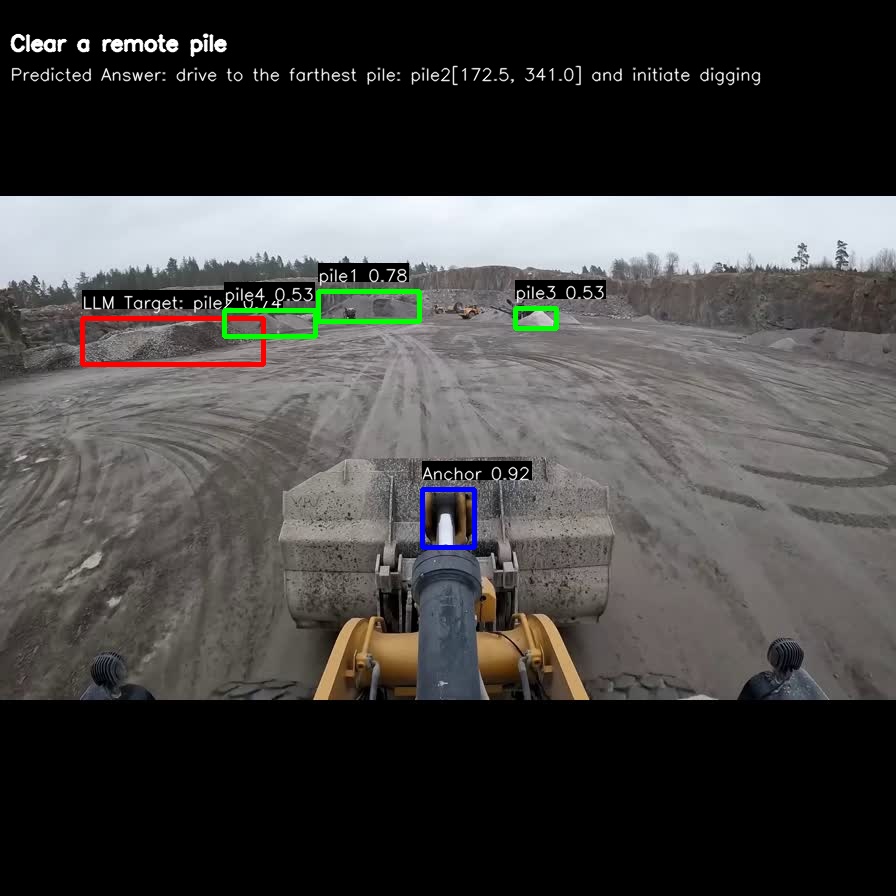 Clear a remote pile
Predicted Answer: drive to the farthest pile: pile2[172.5, 341.0] and initiate digging
pile1 0.78
pile4 0.53
pile3 0.53
LLM Target: pile2 0.74
Anchor 0.92